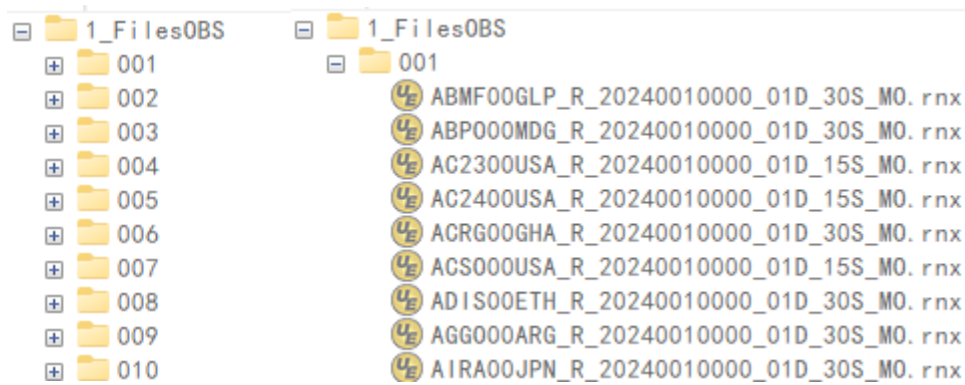 1_FilesOBS
001
002
003
004
005
006
007
008
009
010
1_FilesOBS
001
ABMF00GLP_R_20240010000_01D_30S_MO.rnx
ABPO00MDG_R_20240010000_01D_30S_MO.rnx
AC2300USA_R_20240010000_01D_15S_MO.rnx
AC2400USA_R_20240010000_01D_15S_MO.rnx
ACRG00GHA_R_20240010000_01D_30S_MO.rnx
ACSO00USA_R_20240010000_01D_15S_MO.rnx
ADIS00ETH_R_20240010000_01D_30S_MO.rnx
AGGO00ARG_R_20240010000_01D_30S_MO.rnx
AIRA00JPN_R_20240010000_01D_30S_MO.rnx